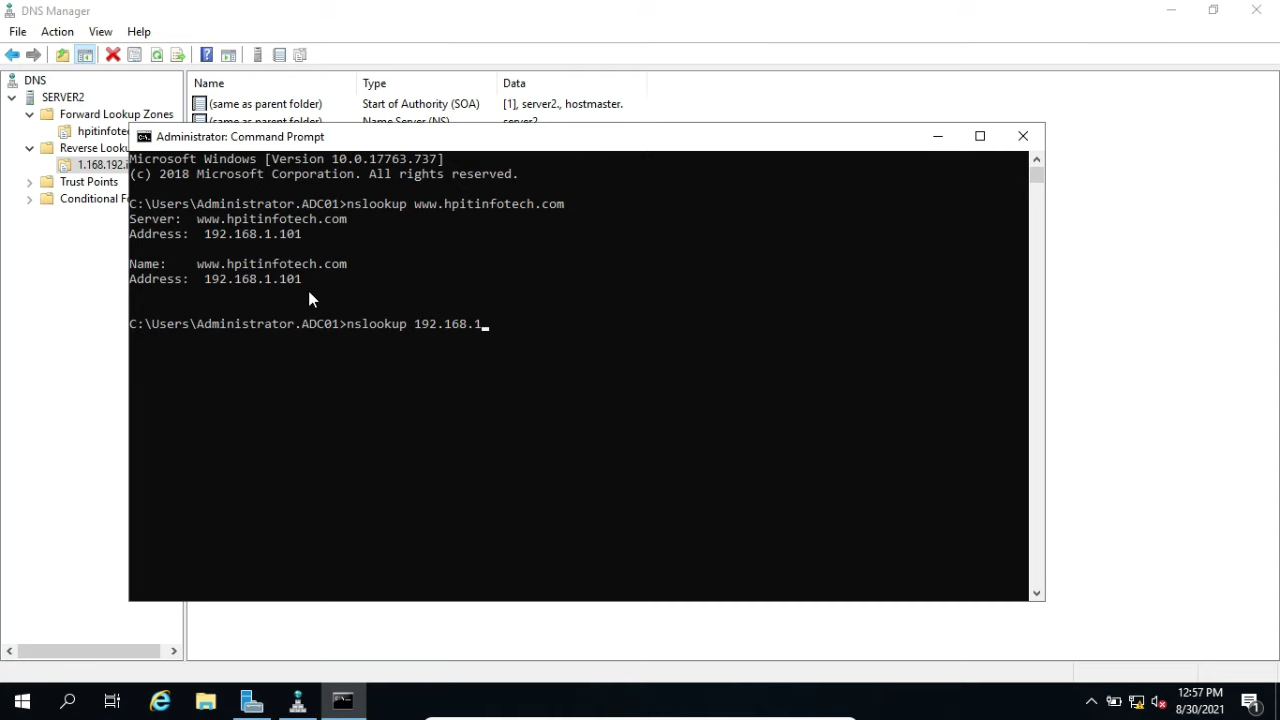 DNS Manager
File Action View Help
DNS
SERVER2
Forward Lookup Zones
hpitinfote
Reverse Looku
1.168.192.i
Trust Points
Conditional F
Name Type Data
(same as parent folder) Start of Authority (SOA) [1], server2., hostmaster.
(same as parent folder) Name Server (NS) server2.
Administrator: Command Prompt
Microsoft Windows [Version 10.0.17763.737]
(c) 2018 Microsoft Corporation. All rights reserved.
C:\Users\Administrator.ADC01>nslookup www.hpitinfotech.com
Server: www.hpitinfotech.com
Address: 192.168.1.101
Name: www.hpitinfotech.com
Address: 192.168.1.101
C:\Users\Administrator.ADC01>nslookup 192.168.1_
12:57 PM
8/30/2021
1